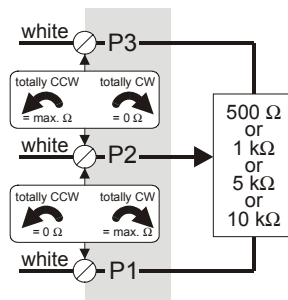 white P3
totally CCW totally CW
= max. Ω = 0 Ω
white P2
totally CCW totally CW
= 0 Ω = max. Ω
white P1
500 Ω
or
1 kΩ
or
5 kΩ
or
10 kΩ